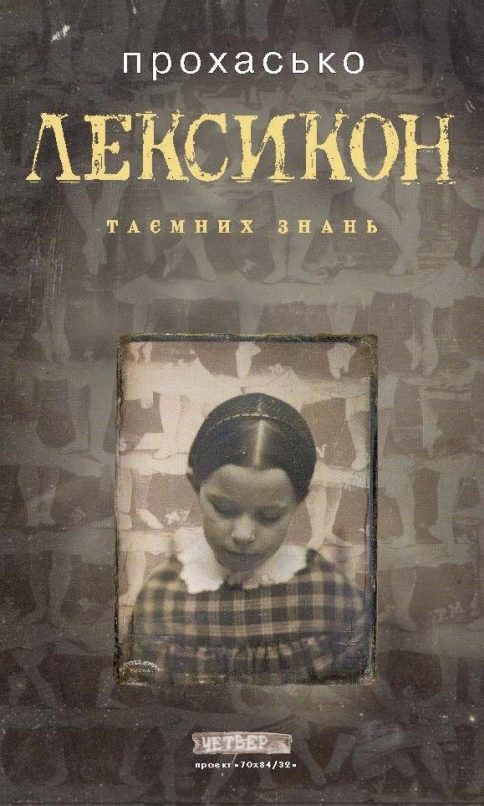 прохасько
ЛЕКСИКОН
ТАЄМНИХ ЗНАНЬ
P.M
ЧЕТВЕР
проект «70x84/32»